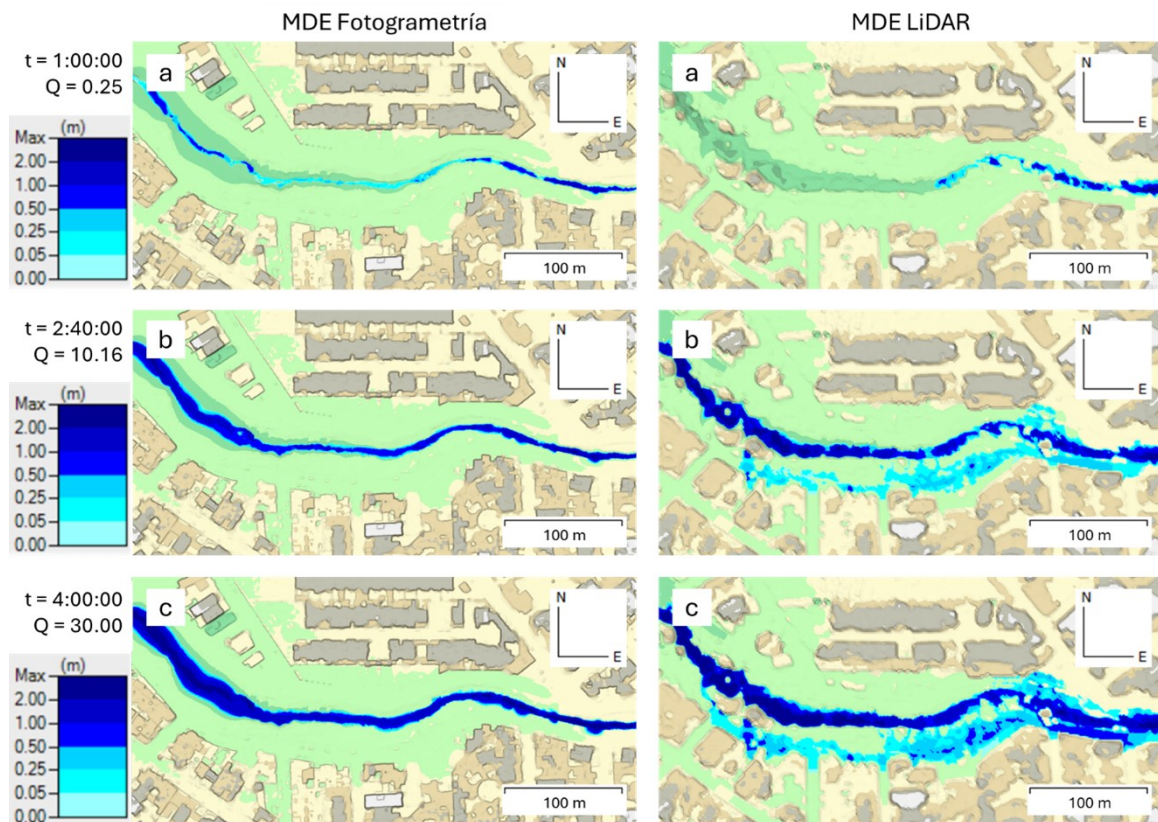 MDE Fotogrametría
MDE LiDAR
t = 1:00:00
Q = 0.25
(m)
Max
2.00
1.00
0.50
0.25
0.05
0.00
a
N
E
100 m
a
N
E
100 m
t = 2:40:00
Q = 10.16
(m)
Max
2.00
1.00
0.50
0.25
0.05
0.00
b
N
E
100 m
b
N
E
100 m
t = 4:00:00
Q = 30.00
(m)
Max
2.00
1.00
0.50
0.25
0.05
0.00
c
N
E
100 m
c
N
E
100 m